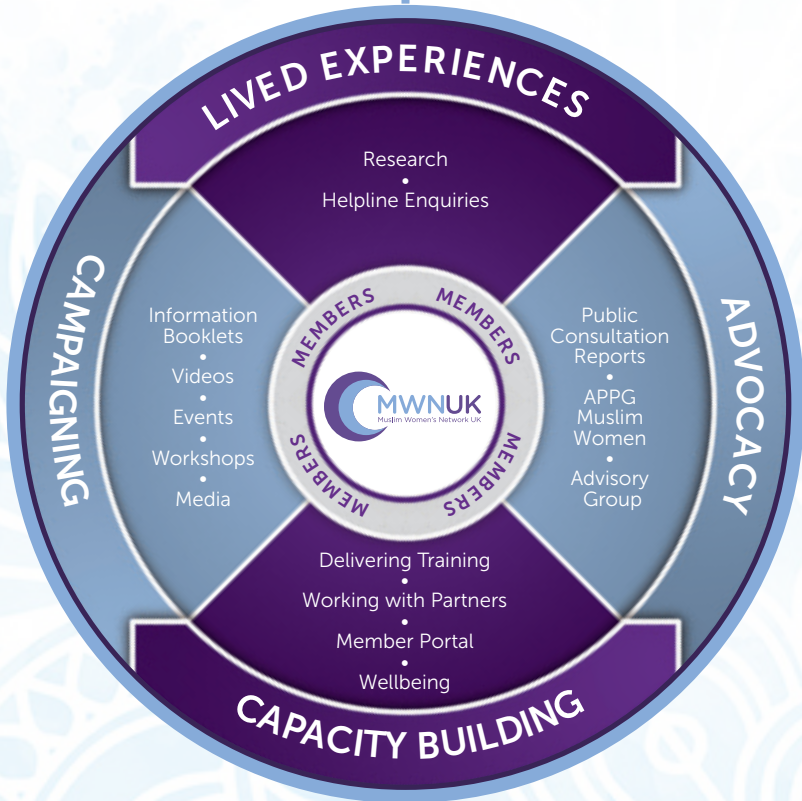 LIVED EXPERIENCES
Research
•
Helpline Enquiries
CAMPAIGNING
Information
Booklets
•
Videos
•
Events
•
Workshops
•
Media
MEMBERS
MEMBERS
MWNUK
Muslim Women's Network UK
MEMBERS
MEMBERS
Public
Consultation
Reports
•
APPG
Muslim
Women
•
Advisory
Group
ADVOCACY
Delivering Training
•
Working with Partners
•
Member Portal
•
Wellbeing
CAPACITY BUILDING